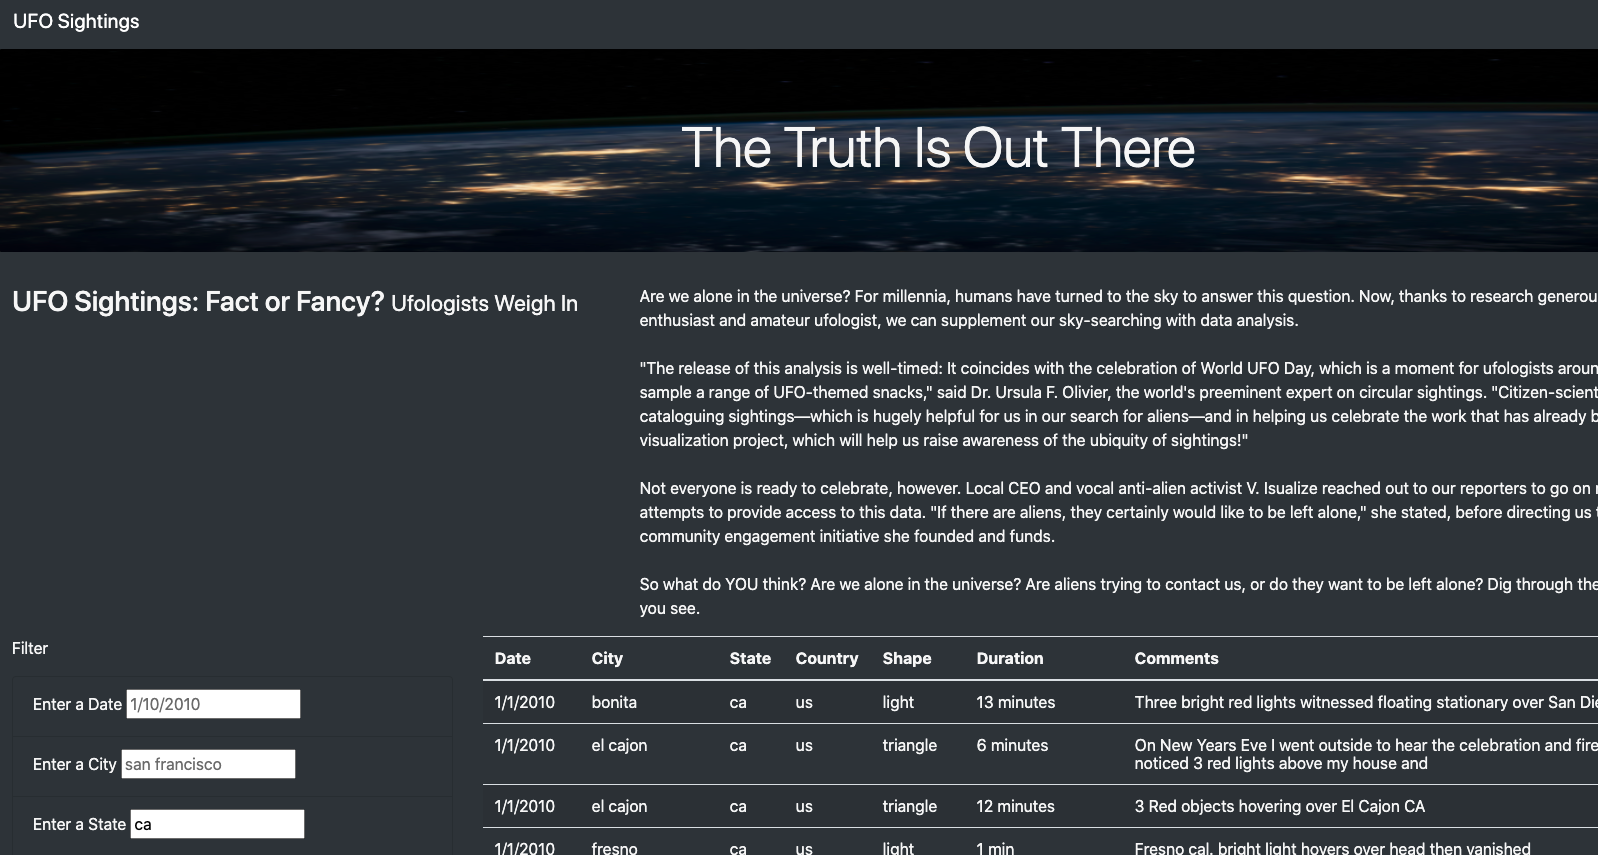 UFO Sightings
The Truth Is Out There
UFO Sightings: Fact or Fancy? Ufologists Weigh In
Are we alone in the universe? For millennia, humans have turned to the sky to answer this question. Now, thanks to research
enthusiast and amateur ufologist, we can supplement our sky-searching with data analysis.
"The release of this analysis is well-timed: It coincides with the celebration of World UFO Day, which is a moment for ufologists
sample a range of UFO-themed snacks," said Dr. Ursula F. Olivier, the world's preeminent expert on circular sightings.
cataloguing sightings—which is hugely helpful for us in our search for aliens—and in helping us celebrate the work that has already
visualization project, which will help us raise awareness of the ubiquity of sightings!"
Not everyone is ready to celebrate, however. Local CEO and vocal anti-alien activist V. Isualize reached out to our reporters to go on
attempts to provide access to this data. "If there are aliens, they certainly would like to be left alone," she stated, before directing us
community engagement initiative she founded and funds.
So what do YOU think? Are we alone in the universe? Are aliens trying to contact us, or do they want to be left alone? Dig through
you see.
Filter
Enter a Date 1/10/2010
Enter a City san francisco
Enter a State ca
Date City State Country Shape Duration Comments
1/1/2010 bonita ca us light 13 minutes Three bright red lights witnessed floating stationary over San
1/1/2010 el cajon ca us triangle 6 minutes On New Years Eve I went outside to hear the celebration and
noticed 3 red lights above my house and
1/1/2010 el cajon ca us triangle 12 minutes 3 Red objects hovering over El Cajon CA
1/1/2010 fresno ca us light 1 min Fresno cal. bright light hovers over head then vanished